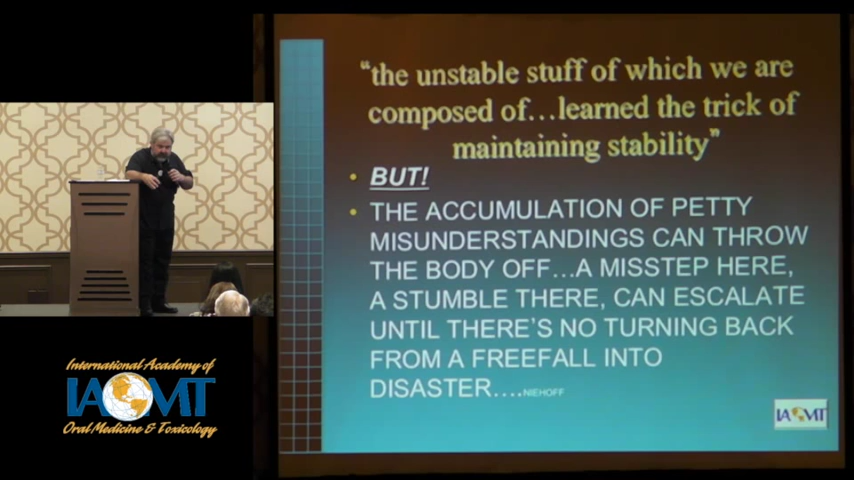 “the unstable stuff of which we are
composed of...learned the trick of
maintaining stability”
• BUT!
• THE ACCUMULATION OF PETTY
MISUNDERSTANDINGS CAN THROW
THE BODY OFF...A MISSTEP HERE,
A STUMBLE THERE, CAN ESCALATE
UNTIL THERE’S NO TURNING BACK
FROM A FREEFALL INTO
DISASTER....NIEHOFF
IAOMT
International Academy of
IAOMT
Oral Medicine & Toxicology